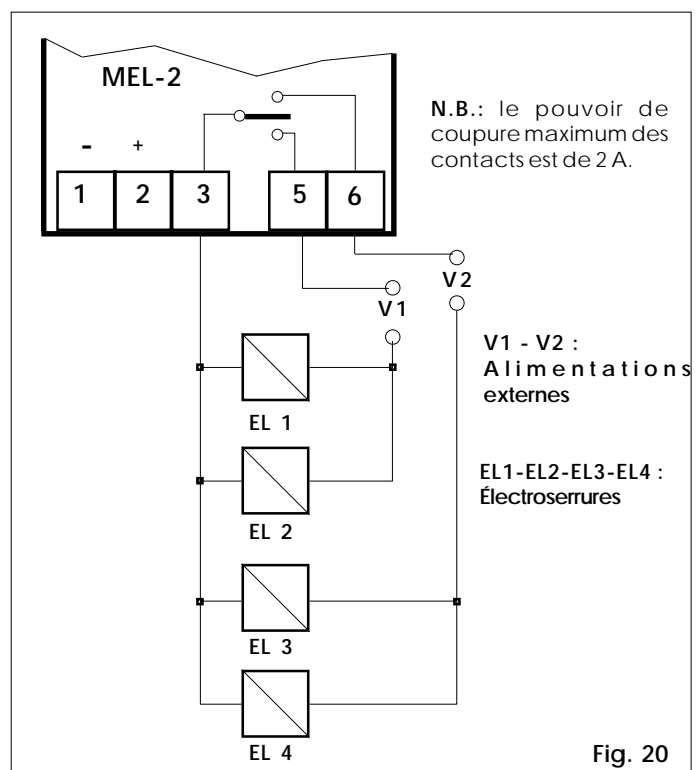 MEL-2
- +
1 2 3 5 6
N.B.: le pouvoir de
coupure maximum des
contacts est de 2 A.
V2
V1
V1 - V2 :
Alimentations
externes
EL 1
EL1-EL2-EL3-EL4 :
Électroserrures
EL 2
EL 3
EL 4
Fig. 20